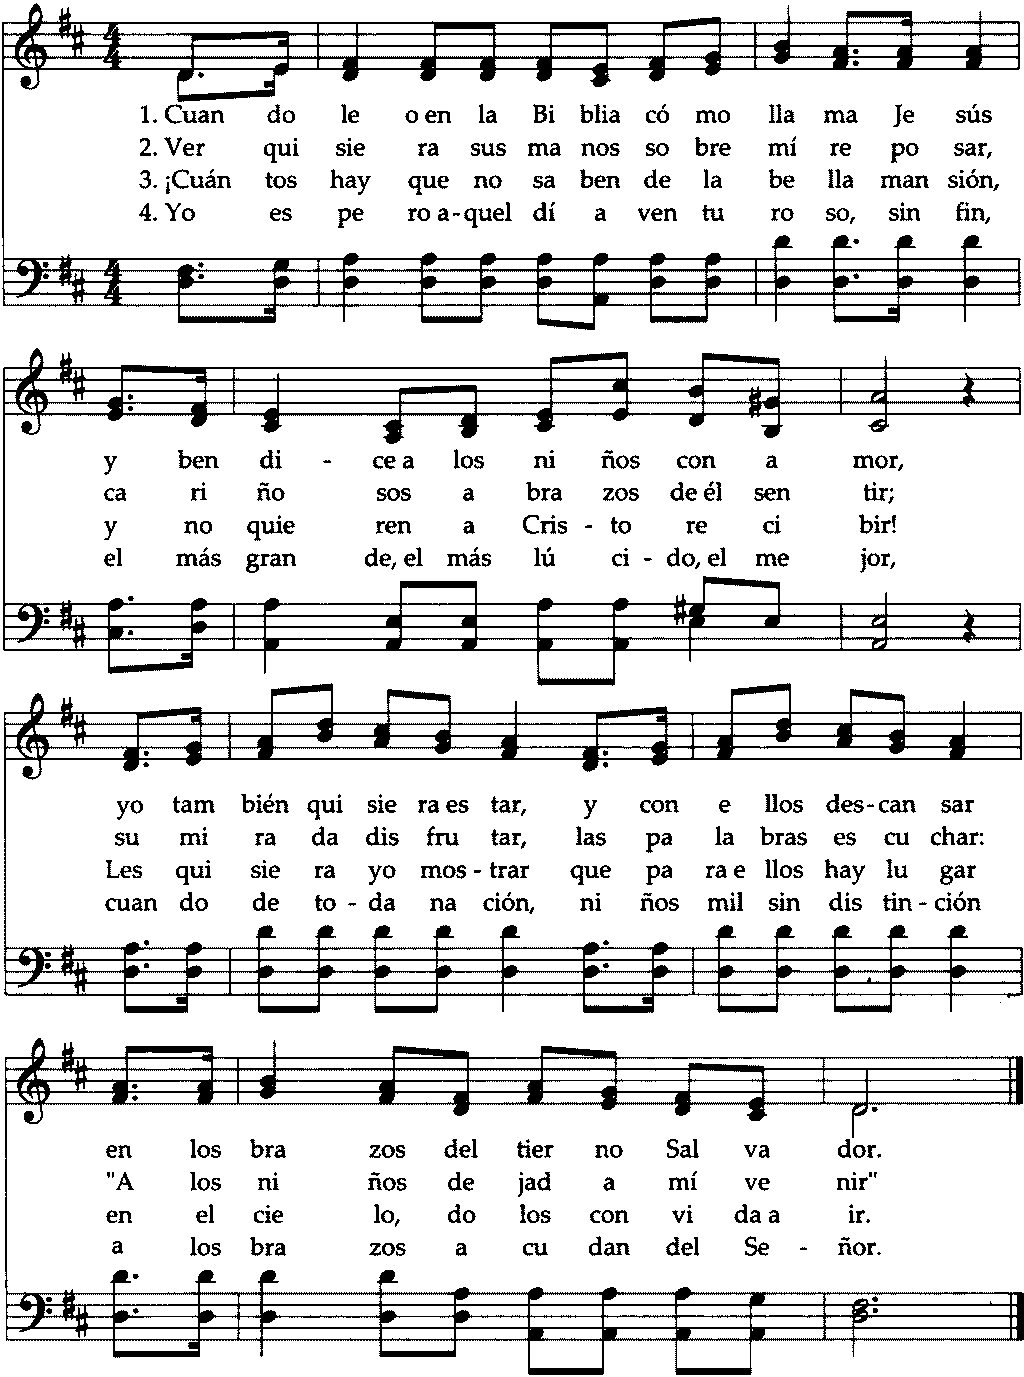 1. Cuan do le o en la Bi blia có mo lla ma Je sús
2. Ver qui sie ra sus ma nos so bre mí re po sar,
3. ¡Cuán tos hay que no sa ben de la be lla man sión,
4. Yo es pe ro a-quel dí a ven tu ro so, sin fin,
y ben di - ce a los ni ños con a mor,
ca ri ño sos a bra zos de él sen tir;
y no quie ren a Cris - to re ci bir!
el más gran de, el más lú ci - do, el me jor,
yo tam bién qui sie ra es tar, y con e llos des-can sar
su mi ra da dis fru tar, las pa la bras es cu char:
Les qui sie ra yo mos-trar que pa ra e llos hay lu gar
cuan do de to - da na ción, ni ños mil sin dis tin-ción
en los bra zos del tier no Sal va dor.
"A los ni ños de jad a mí ve nir"
en el cie lo, do los con vi da a ir.
a los bra zos a cu dan del Se - ñor.